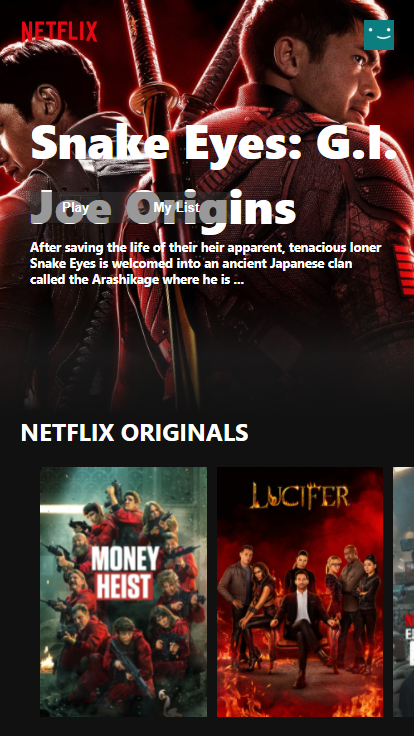 NETFLIX
Snake Eyes: G.I.
Joe Origins
Play
My List
After saving the life of their heir apparent, tenacious loner
Snake Eyes is welcomed into an ancient Japanese clan
called the Arashikage where he is ...
NETFLIX ORIGINALS
MONEY
HEIST
LUCIFER